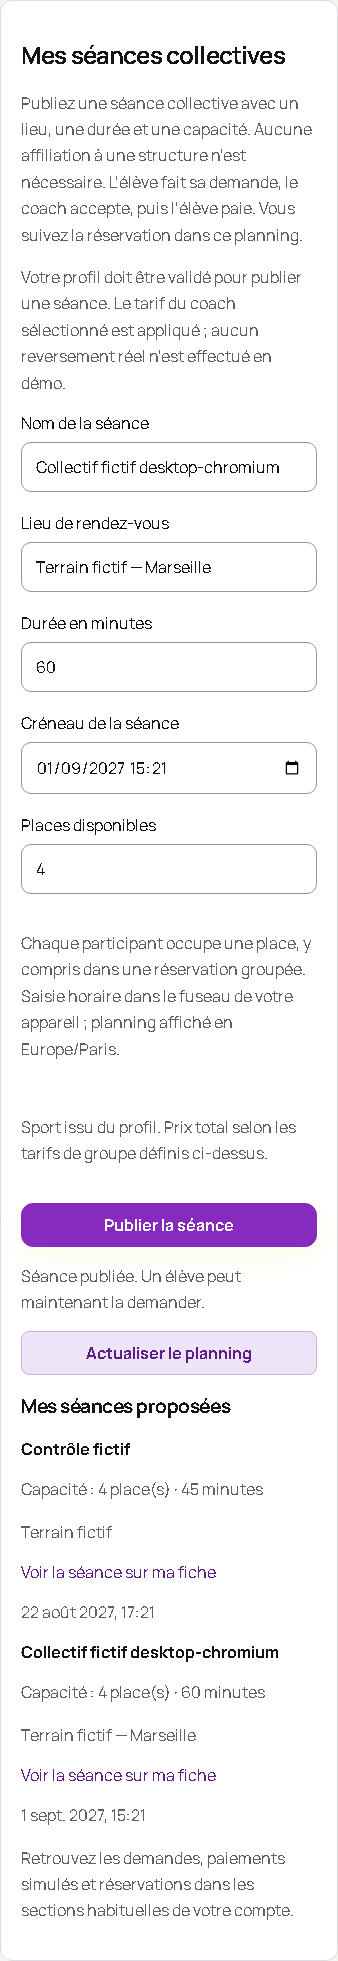 Mes séances collectives
Publiez une séance collective avec un
lieu, une durée et une capacité. Aucune
affiliation à une structure n'est
nécessaire. L'élève fait sa demande, le
coach accepte, puis l'élève paie. Vous
suivez la réservation dans ce planning.
Votre profil doit être validé pour publier
une séance. Le tarif du coach
sélectionné est appliqué ; aucun
reversement réel n'est effectué en
démo.
Nom de la séance
Collectif fictif desktop-chromium
Lieu de rendez-vous
Terrain fictif — Marseille
Durée en minutes
60
Créneau de la séance
01/09/2027 15:21
Places disponibles
4
Chaque participant occupe une place, y
compris dans une réservation groupée.
Saisie horaire dans le fuseau de votre
appareil ; planning affiché en
Europe/Paris.
Sport issu du profil. Prix total selon les
tarifs de groupe définis ci-dessus.
Publier la séance
Séance publiée. Un élève peut
maintenant la demander.
Actualiser le planning
Mes séances proposées
Contrôle fictif
Capacité : 4 place(s) · 45 minutes
Terrain fictif
Voir la séance sur ma fiche
22 août 2027, 17:21
Collectif fictif desktop-chromium
Capacité : 4 place(s) · 60 minutes
Terrain fictif — Marseille
Voir la séance sur ma fiche
1 sept. 2027, 15:21
Retrouvez les demandes, paiements
simulés et réservations dans les
sections habituelles de votre compte.